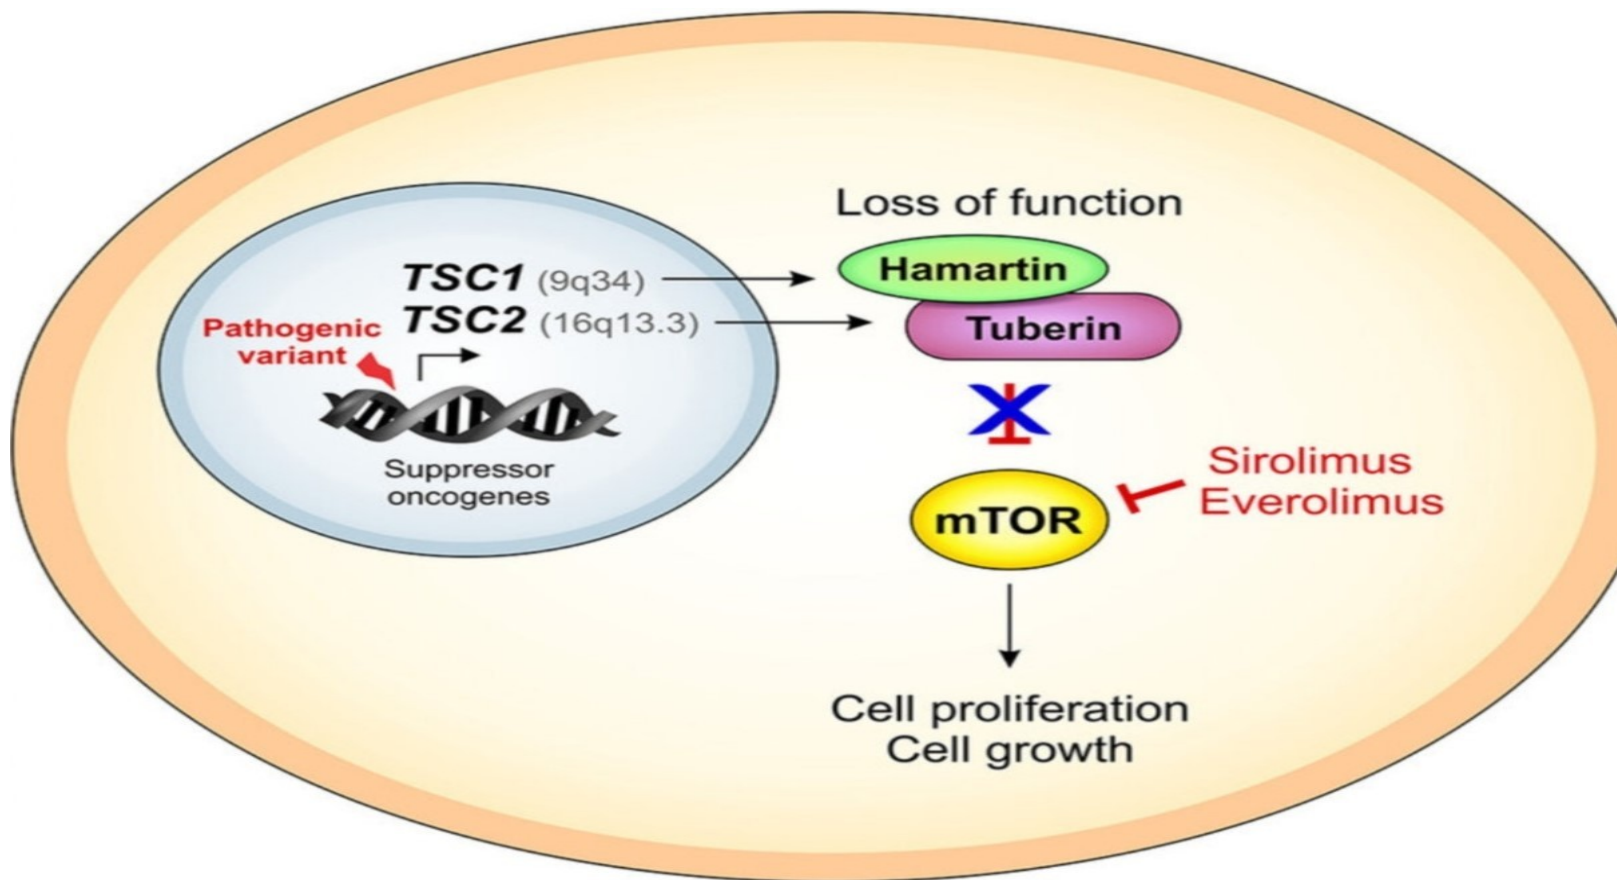 Loss of function
TSC1 (9q34)
Hamartin
TSC2 (16q13.3)
Tuberin
Pathogenic
variant
Suppressor
oncogenes
mTOR
Sirolimus
Everolimus
Cell proliferation
Cell growth